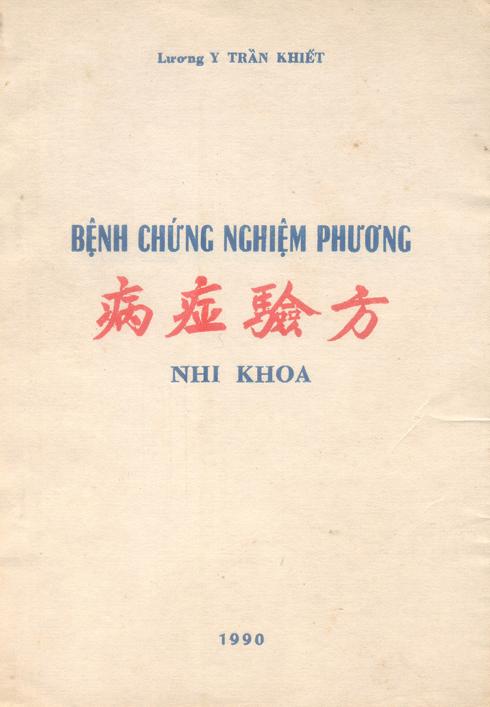 Lương Y TRẦN KHIẾT
BỆNH CHỨNG NGHIỆM PHƯƠNG
病症驗方
NHI KHOA
1990